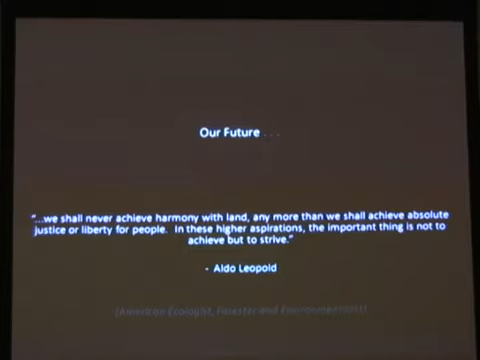 Our Future . . .
"...we shall never achieve harmony with land, any more than we shall achieve absolute
justice or liberty for people. In these higher aspirations, the important thing is not to
achieve but to strive."
- Aldo Leopold
(American Ecologist, Forester and Environmentalist)